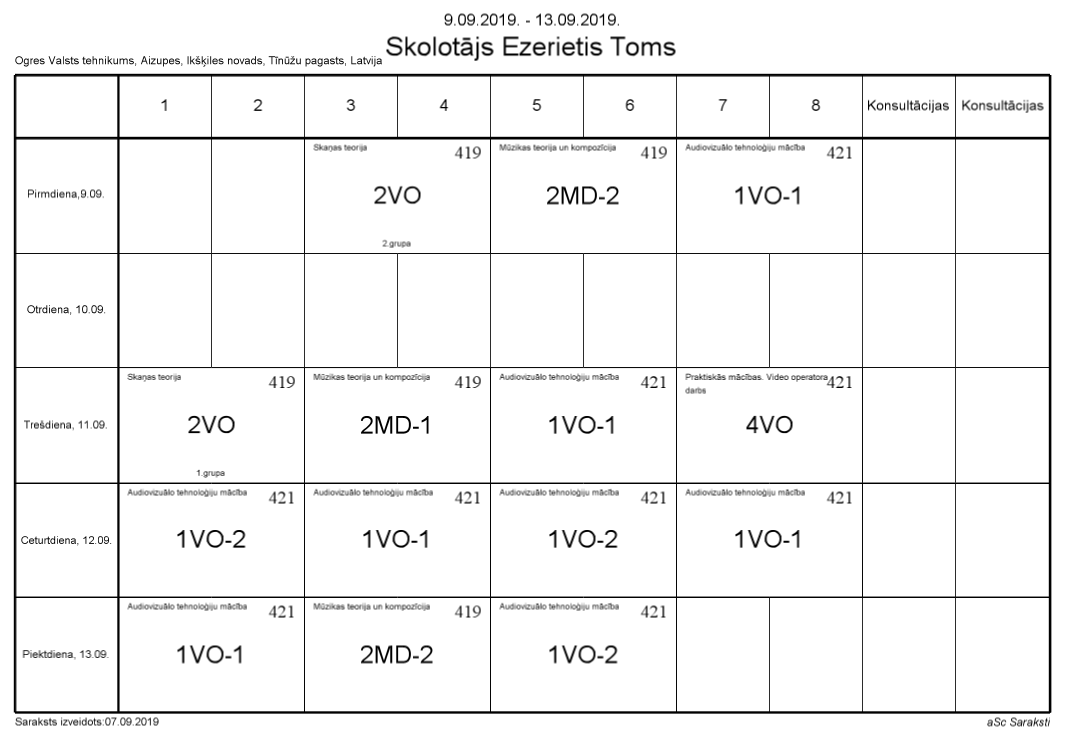 9.09.2019. - 13.09.2019.
Skolotājs Ezerietis Toms
Ogres Valsts tehnikums, Aizupes, Ikšķiles novads, Tīnūžu pagasts, Latvija
1 2 3 4 5 6 7 8 Konsultācijas Konsultācijas
Pirmdiena,9.09.
Skaņas teorija 419
2VO
2.grupa
Mūzikas teorija un kompozīcija 419
2MD-2
Audiovizuālo tehnoloģiju mācība 421
1VO-1
Otrdiena, 10.09.
Trešdiena, 11.09.
Skaņas teorija 419
2VO
1.grupa
Mūzikas teorija un kompozīcija 419
2MD-1
Audiovizuālo tehnoloģiju mācība 421
1VO-1
Praktiskās mācības. Video operatora 421
darbs
4VO
Ceturtdiena, 12.09.
Audiovizuālo tehnoloģiju mācība 421
1VO-2
Audiovizuālo tehnoloģiju mācība 421
1VO-1
Audiovizuālo tehnoloģiju mācība 421
1VO-2
Audiovizuālo tehnoloģiju mācība 421
1VO-1
Piektdiena, 13.09.
Audiovizuālo tehnoloģiju mācība 421
1VO-1
Mūzikas teorija un kompozīcija 419
2MD-2
Audiovizuālo tehnoloģiju mācība 421
1VO-2
Saraksts izveidots:07.09.2019
aSc Saraksti